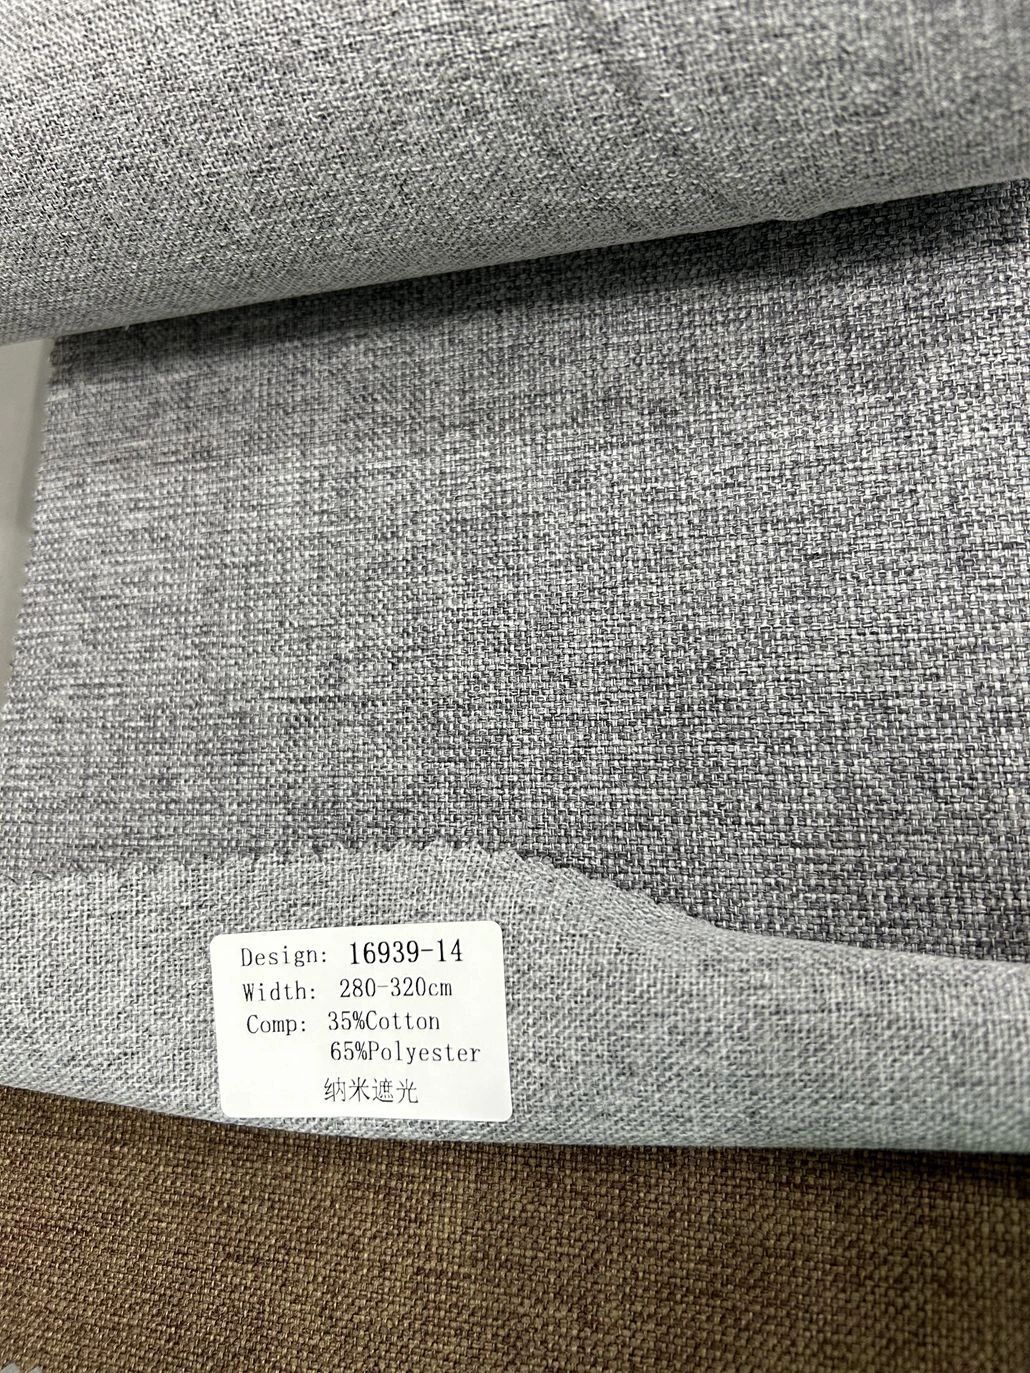 Design: 16939-14
Width: 280-320cm
Comp: 35%Cotton
65%Polyester
纳米遮光